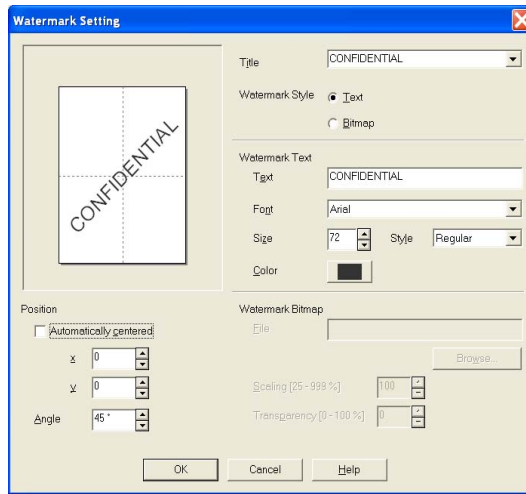 Watermark Setting
CONFIDENTIAL
Title CONFIDENTIAL
Watermark Style Text
Bitmap
Watermark Text
Text CONFIDENTIAL
Font Arial
Size 72 Style Regular
Color
Position
Automatically centered
x 0
y 0
Angle 45 °
Watermark Bitmap
File
Browse...
Scaling [25 - 999 %] 100
Transparency [0 - 100 %] 0
OK Cancel Help